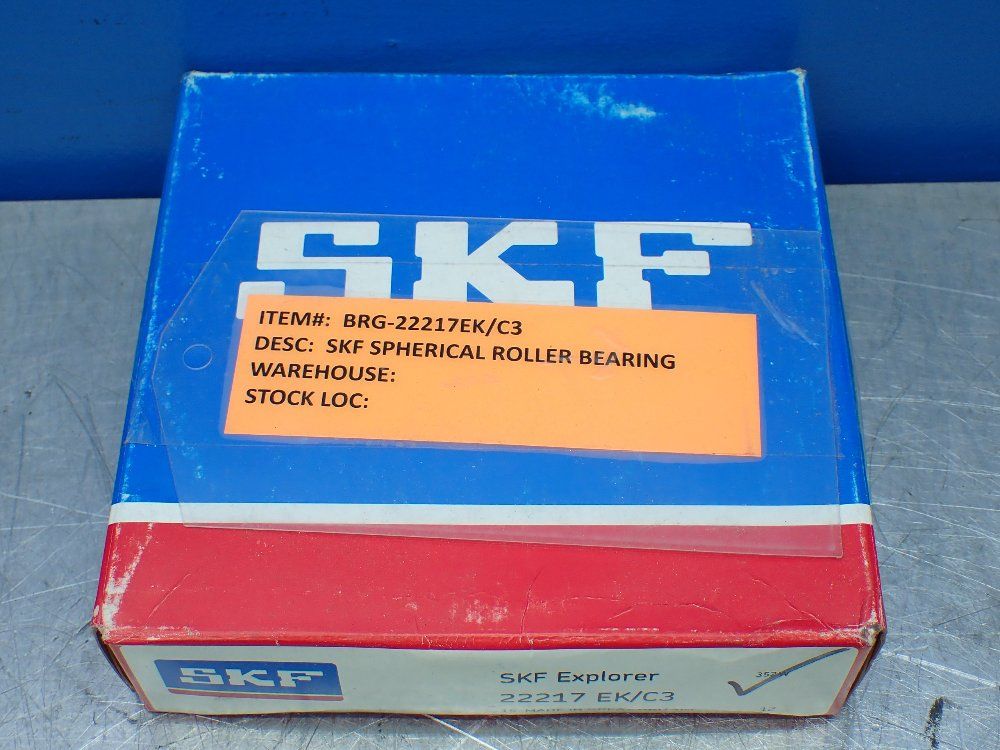 SKF
ITEM#: BRG-22217EK/C3
DESC: SKF SPHERICAL ROLLER BEARING
WAREHOUSE:
STOCK LOC:
SKF
SKF Explorer
22217 EK/C3
12